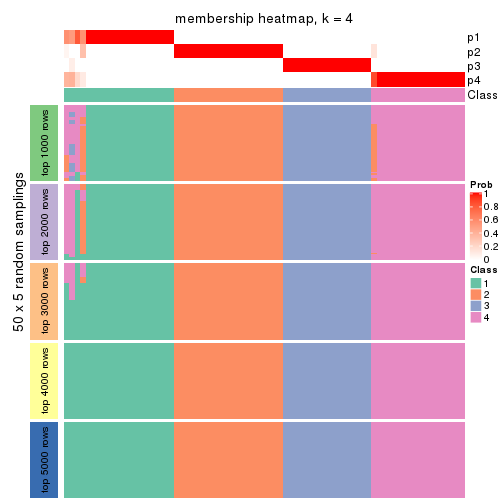 membership heatmap, k = 4
p1
p2
p3
p4
Class
50 x 5 random samplings
top 1000 rows
top 2000 rows
top 3000 rows
top 4000 rows
top 5000 rows
Prob
1
0.8
0.6
0.4
0.2
0
Class
1
2
3
4